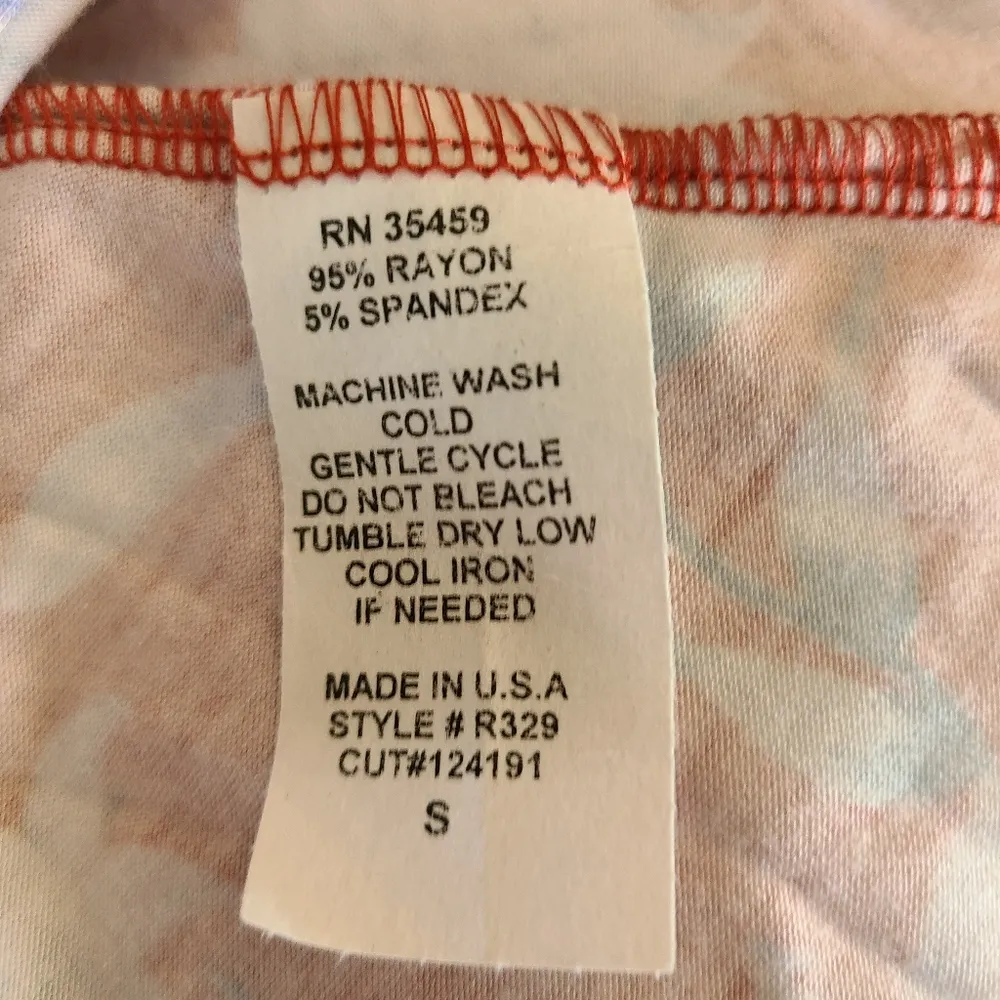 RN 35459
95% RAYON
5% SPANDEX
MACHINE WASH
COLD
GENTLE CYCLE
DO NOT BLEACH
TUMBLE DRY LOW
COOL IRON
IF NEEDED
MADE IN U.S.A
STYLE # R329
CUT#124191
S